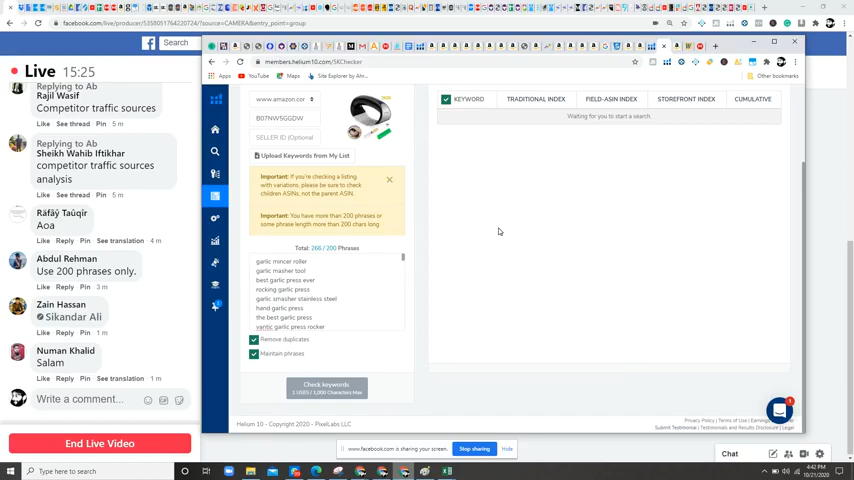 facebook.com/live/producer/5358051764220724/?source=CAMERA&entry_point=group
Search
Live 15:25
Replying to Ab
Rajil Wasif
Competitor traffic sources
Like See thread Pin 5 m
Replying to Ab
Sheikh Wahib Iftikhar
competitor traffic sources
analysis
Like See thread Pin 5 m
Räfäÿ Taúqir
Aoa
Like Reply Pin See translation 4 m
Abdul Rehman
Use 200 phrases only.
Like Reply Pin 3 m
Zain Hassan
Sikandar Ali
Like Reply Pin 1 m
Numan Khalid
Salam
Like Reply Pin See translation 1 m
Write a comment...
End Live Video
members.helium10.com/SKChecker
Apps YouTube Maps Site Explorer by Ahr... Other bookmarks
www.amazon.cor
B07NW5GGDW
SELLER ID (Optional
Upload Keywords from My List
Important: If you're checking a listing
with variations, please be sure to check
children ASINs, not the parent ASIN.
Important: You have more than 200 phrases or
some phrase length more than 200 chars long
Total: 266 / 200 Phrases
garlic mincer roller
garlic masher tool
best garlic press ever
rocking garlic press
garlic smasher stainless steel
hand garlic press
the best garlic press
vantic garlic press rocker
Remove duplicates
Maintain phrases
Check keywords
1 USES / 1,000 Characters Max
KEYWORD TRADITIONAL INDEX FIELD-ASIN INDEX STOREFRONT INDEX CUMULATIVE
Waiting for you to start a search.
Helium 10 - Copyright 2020 - PixelLabs LLC
Privacy Policy | Terms of Use |
Submit Testimonial | Testimonials and Results Disclosure |
1
www.facebook.com is sharing your screen. Stop sharing Hide
Chat
Type here to search
4:42 PM
10/21/2020